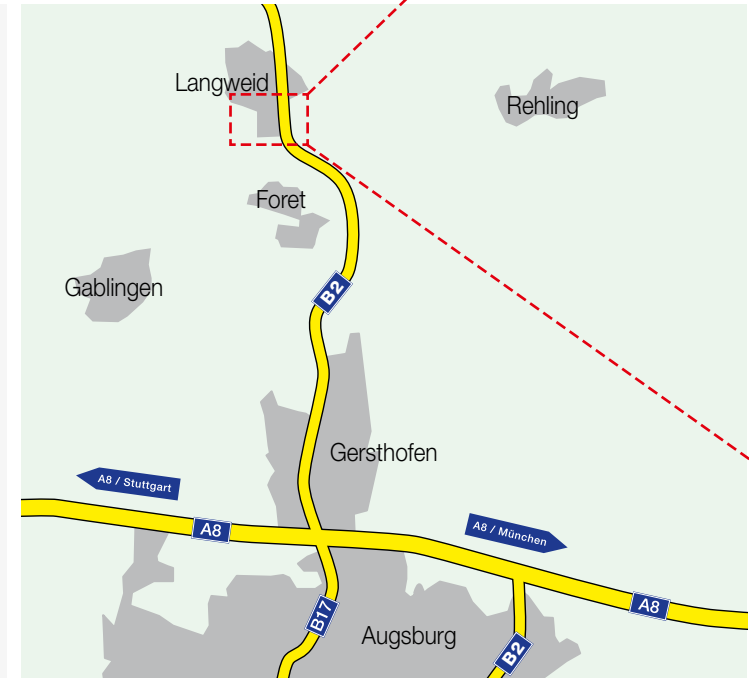 Langweid
Rehling
Foret
Gablingen
B2
Gersthofen
A8 / Stuttgart
A8
A8 / München
A8
B17
Augsburg
B2